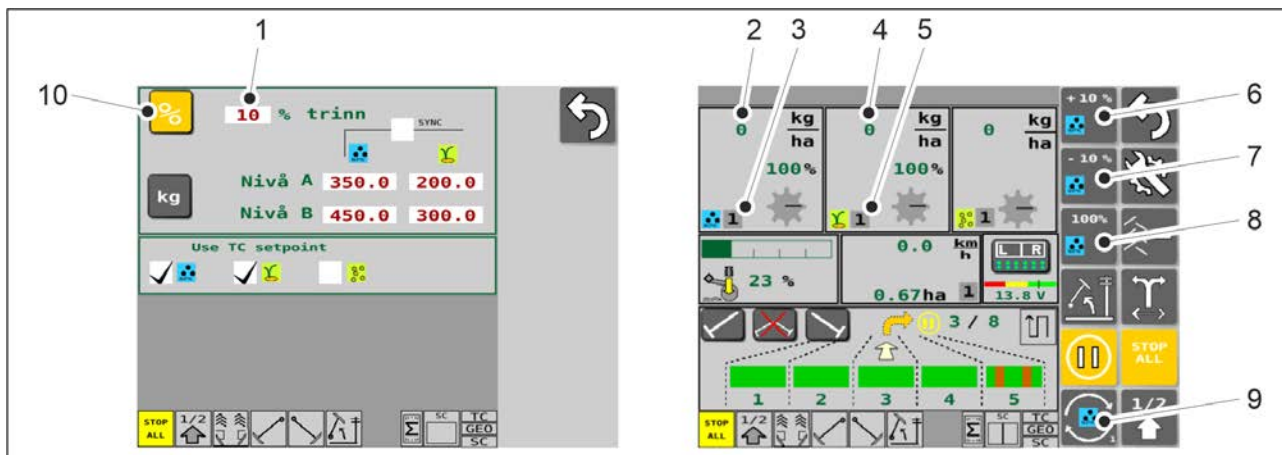 1
2
3
4
5
6
7
8
9
10
%
10 % trinn
SYNC
kg
Nivå A 350.0 200.0
Nivå B 450.0 300.0
Use TC setpoint
STOP ALL
1/2
Σ
SC
TC
GEO
SC
0 kg/ha
100%
1
0 kg/ha
100%
1
0 kg/ha
1
23 %
0.0 km/h
0.67ha 1
L R
13.8 V
3 / 8
1 2 3 4 5
STOP ALL
1/2
Σ
SC
TC
GEO
SC
+10 %
- 10 %
100%
STOP ALL
1
1/2